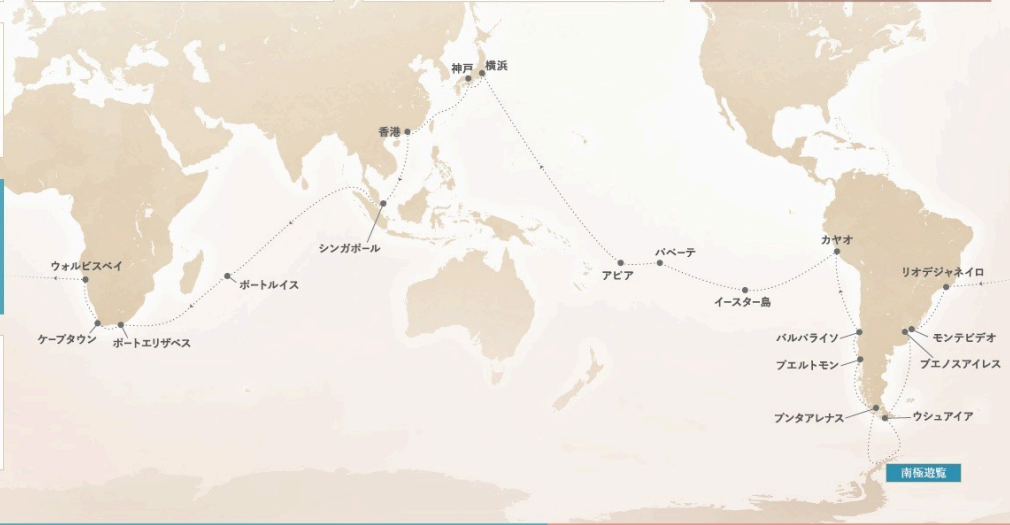 神戸
横浜
香港
シンガポール
ポートルイス
ウォルビスベイ
ケープタウン
ポートエリザベス
アピア
パペーテ
イースター島
カヤオ
リオデジャネイロ
バルパライソ
モンテビデオ
ブエノスアイレス
プエルトモン
プンタアレナス
ウシュアイア
南極遊覧